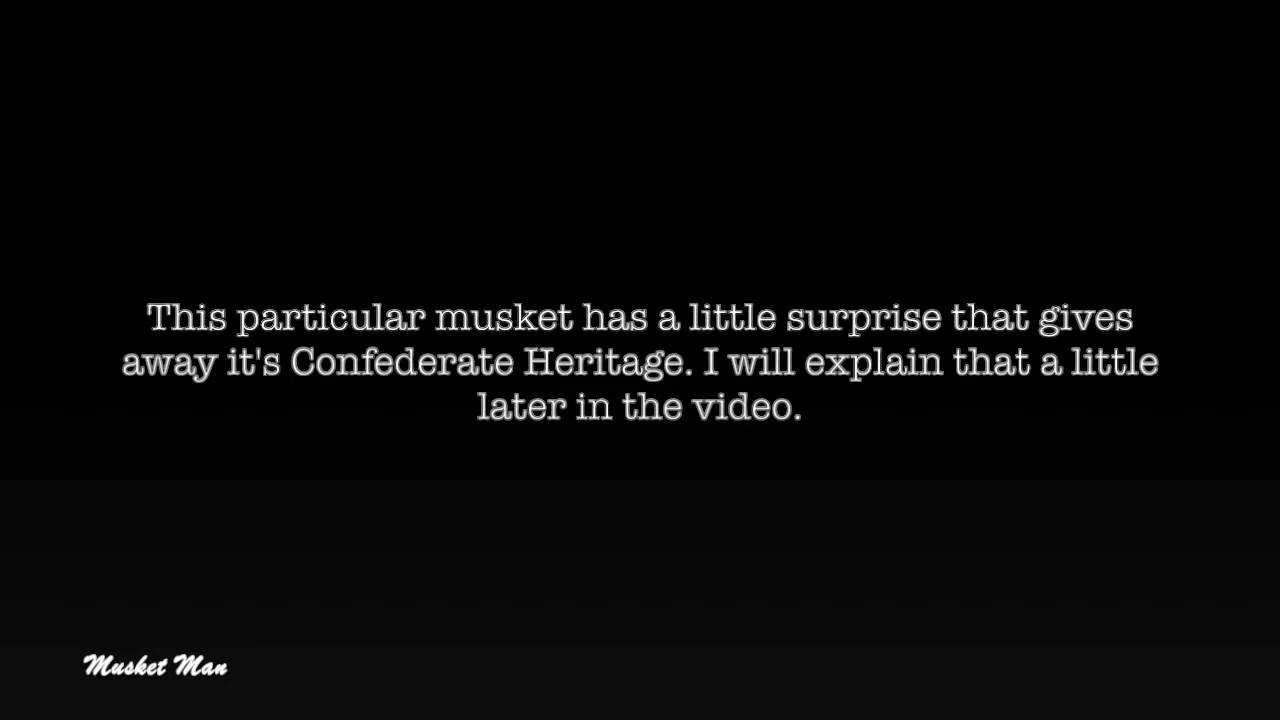 This particular musket has a little surprise that gives
away it's Confederate Heritage. I will explain that a little
later in the video.
Musket Man